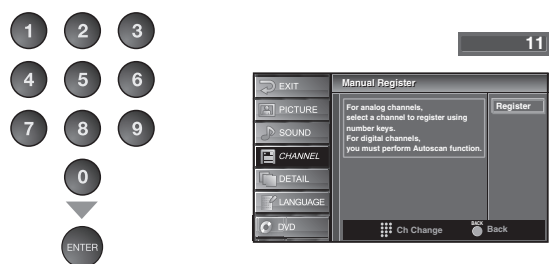 1 2 3
4 5 6
7 8 9
0
ENTER
11
EXIT
PICTURE
SOUND
CHANNEL
DETAIL
LANGUAGE
DVD
Manual Register
For analog channels,
select a channel to register using
number keys.
For digital channels,
you must perform Autoscan function.
Register
Ch Change
BACK
Back